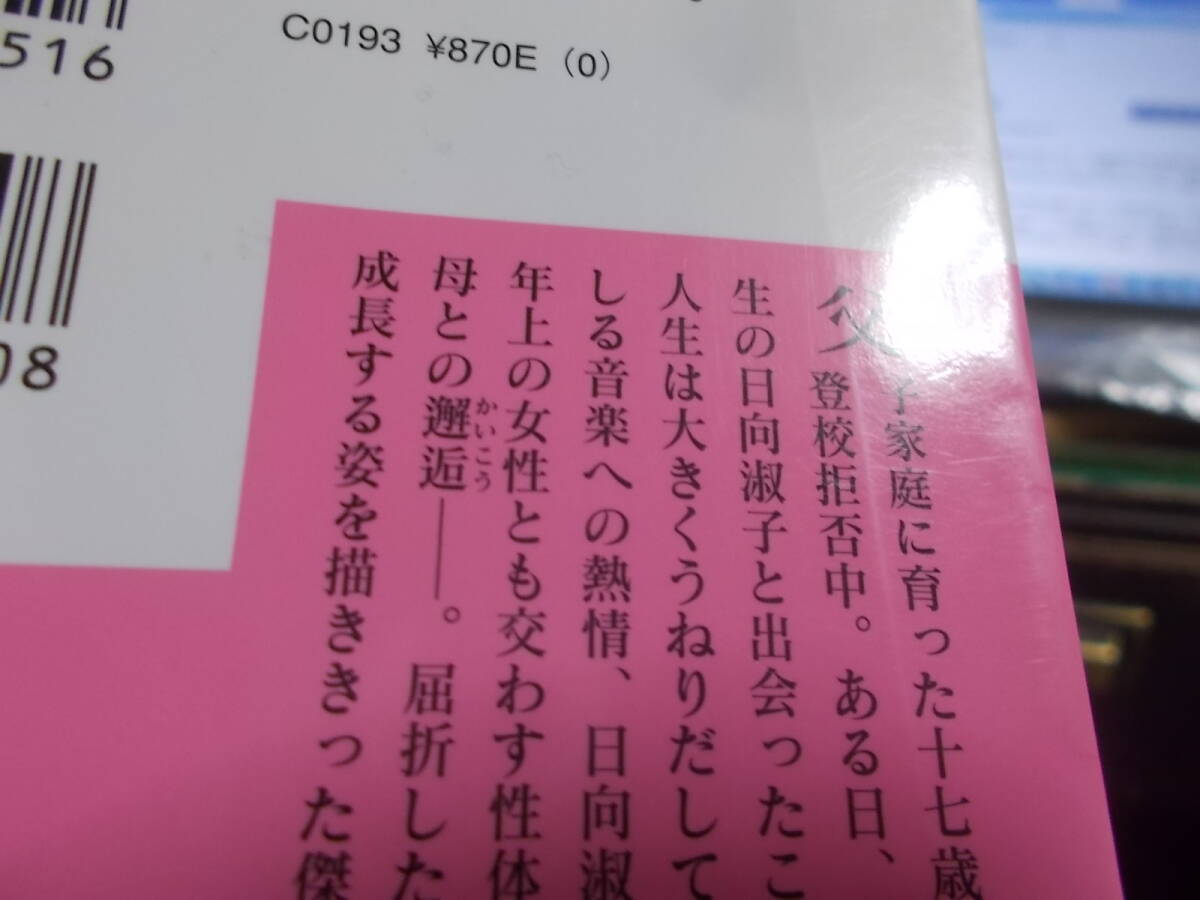 516
C0193 ¥870E (0)
08
父子家庭に育った十七歳
登校拒否中。ある日、
生の日向淑子と出会ったこ
人生は大きくうねりだして
しる音楽への熱情、日向淑
年上の女性とも交わす性体
母との邂逅――。屈折した
かいこう
成長する姿を描ききった傑